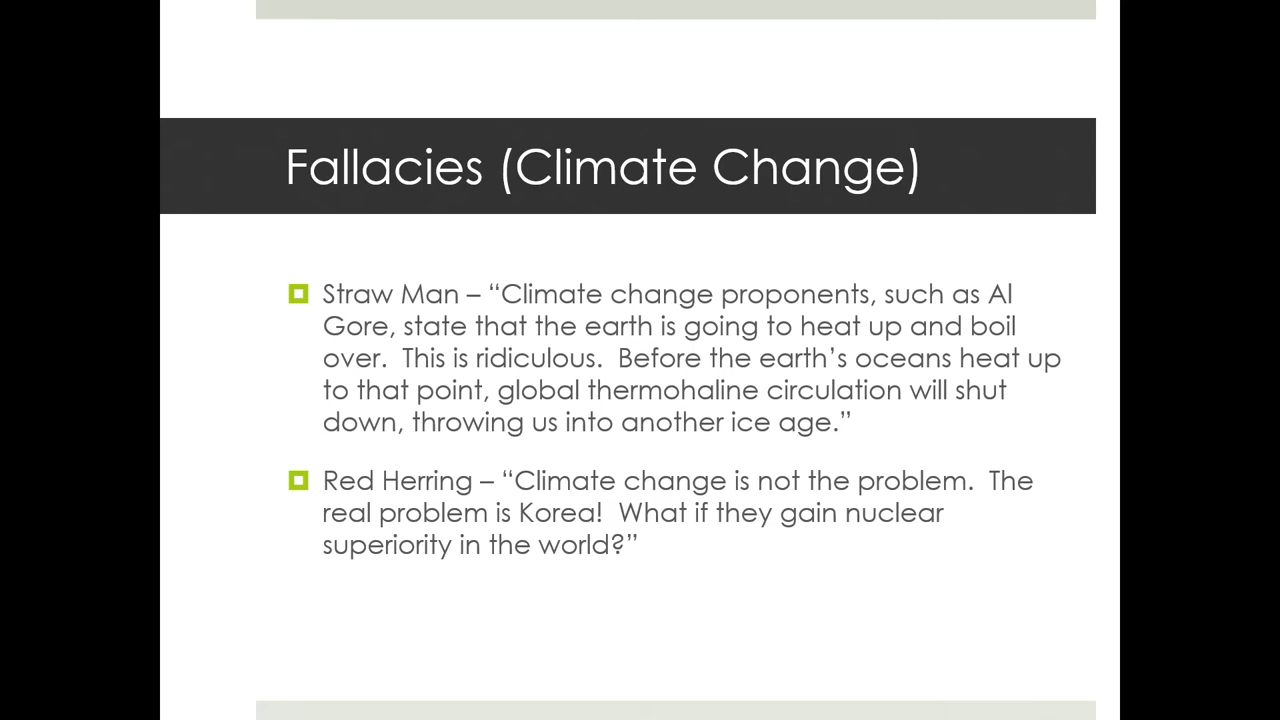 Fallacies (Climate Change)
Straw Man – “Climate change proponents, such as Al
Gore, state that the earth is going to heat up and boil
over.  This is ridiculous.  Before the earth’s oceans heat up
to that point, global thermohaline circulation will shut
down, throwing us into another ice age.”
Red Herring – “Climate change is not the problem.  The
real problem is Korea!  What if they gain nuclear
superiority in the world?”